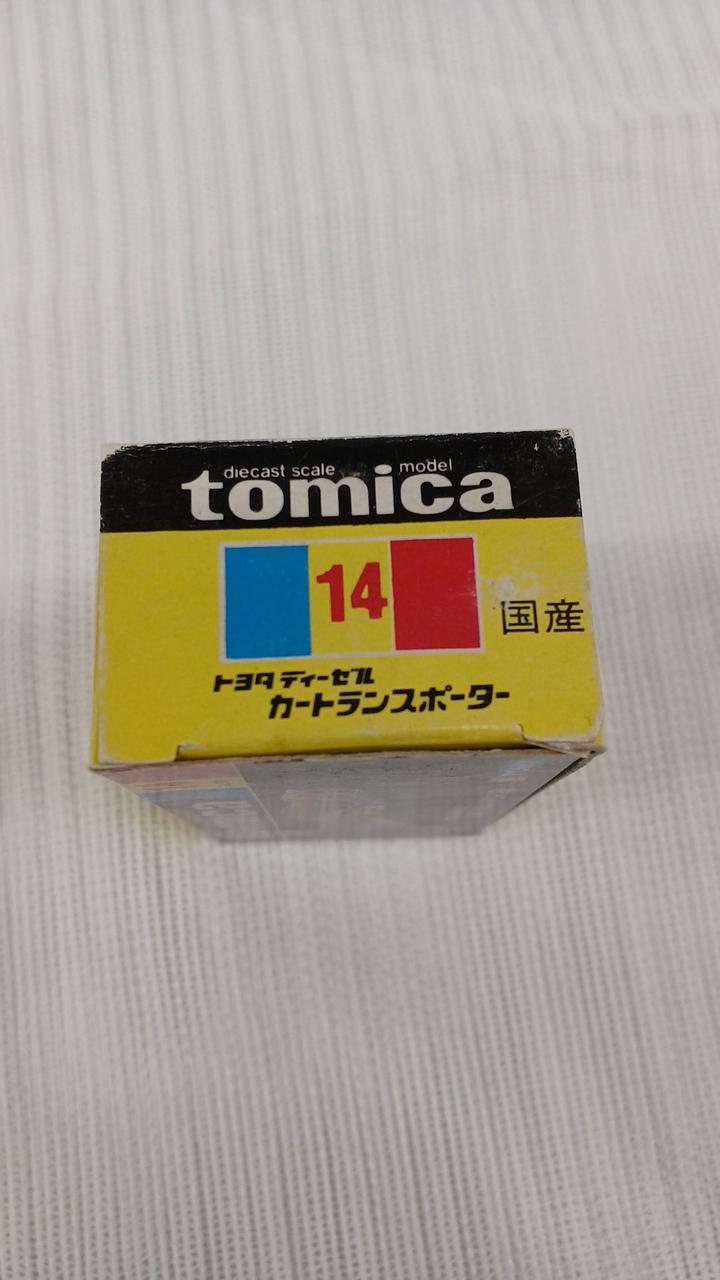 diecast scale model
tomica
14
国産
トヨタ ディーゼル
カートランスポーター